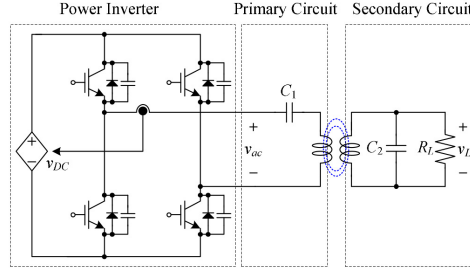 Power Inverter Primary Circuit Secondary Circuit
C1
+ + +
vDC vac C2 RL vL
− − −